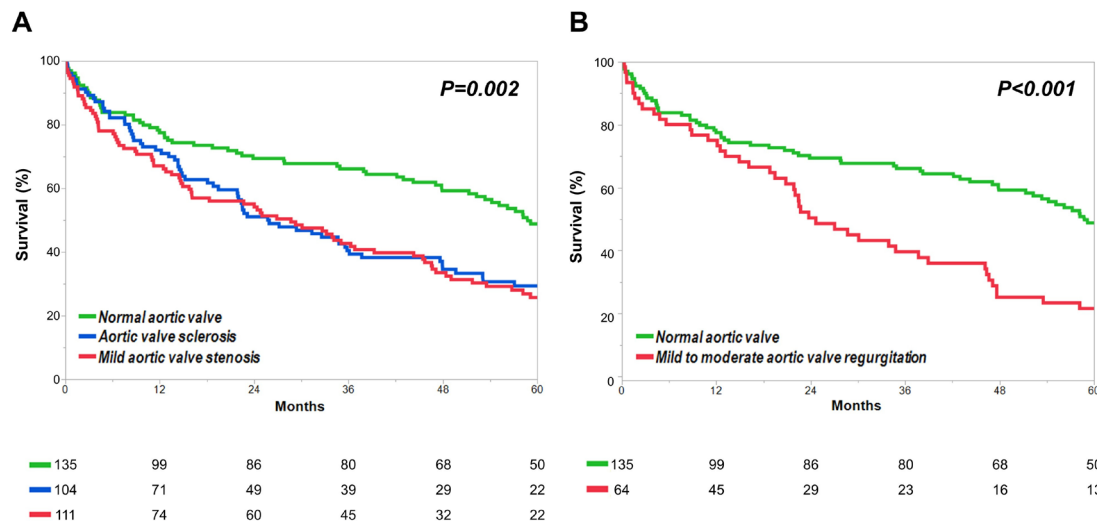 A
P=0.002
Survival (%)
100
80
60
40
20
0
Normal aortic valve
Aortic valve sclerosis
Mild aortic valve stenosis
0 12 24 36 48 60
Months
135 99 86 80 68 50
104 71 49 39 29 22
111 74 60 45 32 22
B
P<0.001
Survival (%)
100
80
60
40
20
0
Normal aortic valve
Mild to moderate aortic valve regurgitation
0 12 24 36 48 60
Months
135 99 86 80 68 50
64 45 29 23 16 13